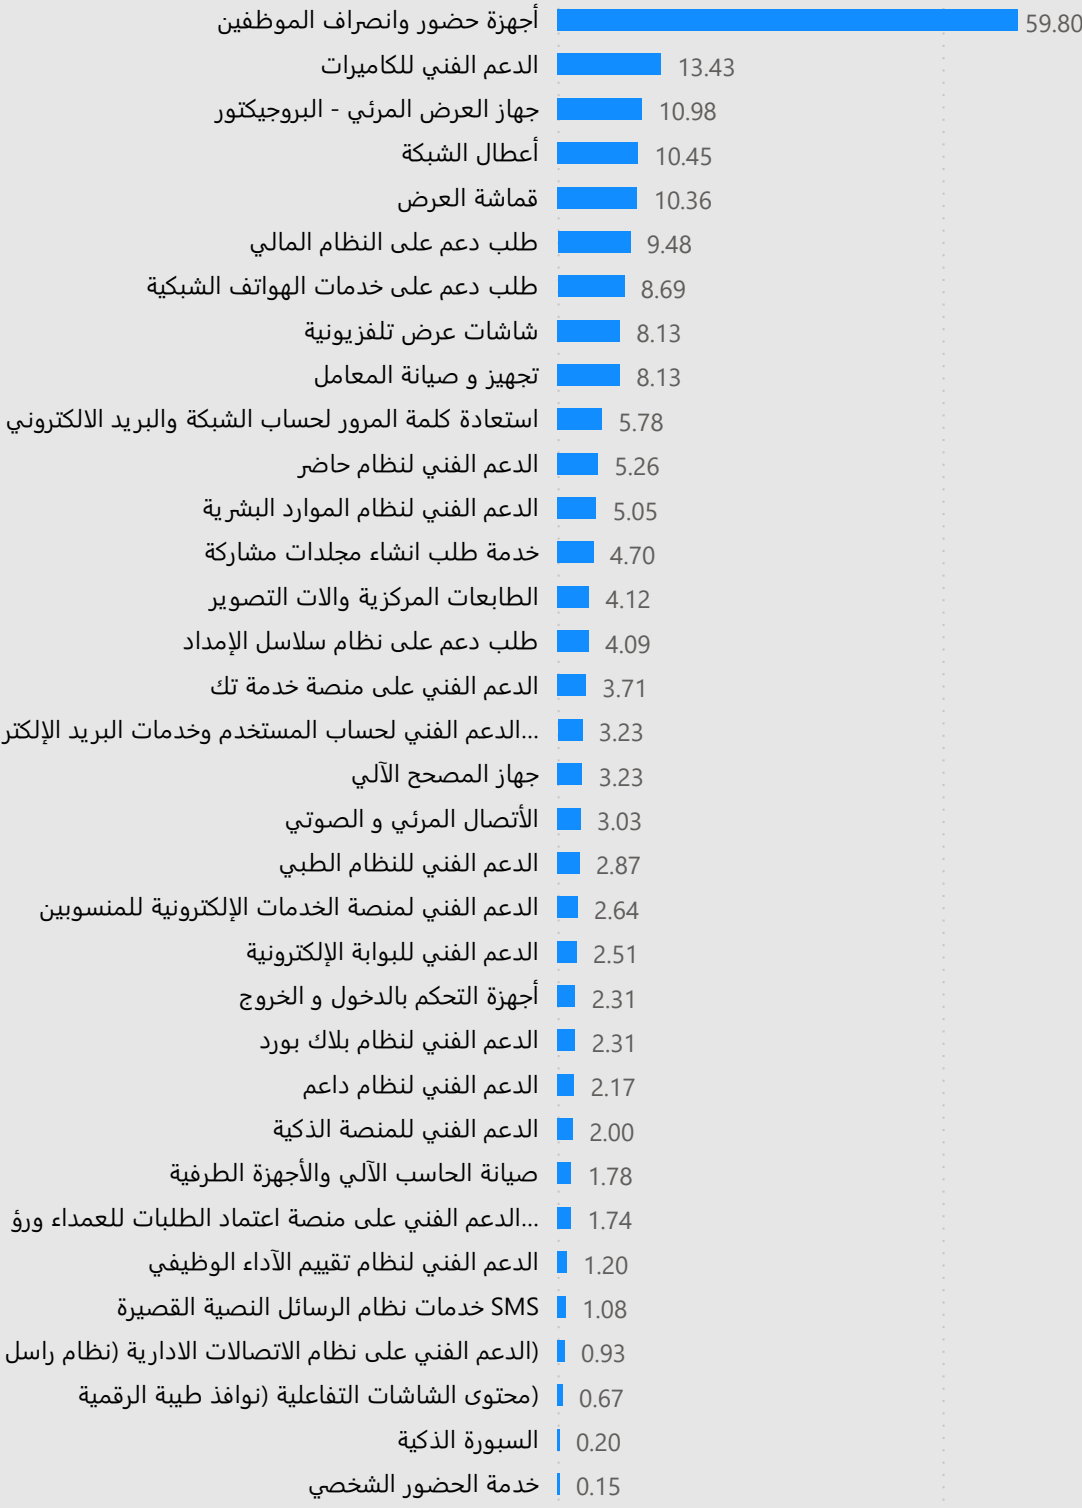 أجهزة حضور وانصراف الموظفين 59.80
الدعم الفني للكاميرات 13.43
جهاز العرض المرئي - البروجيكتور 10.98
أعطال الشبكة 10.45
قماشة العرض 10.36
طلب دعم على النظام المالي 9.48
طلب دعم على خدمات الهواتف الشبكية 8.69
شاشات عرض تلفزيونية 8.13
تجهيز و صيانة المعامل 8.13
استعادة كلمة المرور لحساب الشبكة والبريد الالكتروني 5.78
الدعم الفني لنظام حاضر 5.26
الدعم الفني لنظام الموارد البشرية 5.05
خدمة طلب انشاء مجلدات مشاركة 4.70
الطابعات المركزية والات التصوير 4.12
طلب دعم على نظام سلاسل الإمداد 4.09
الدعم الفني على منصة خدمة تك 3.71
...الدعم الفني لحساب المستخدم وخدمات البريد الإلكتر 3.23
جهاز المصحح الآلي 3.23
الأتصال المرئي و الصوتي 3.03
الدعم الفني للنظام الطبي 2.87
الدعم الفني لمنصة الخدمات الإلكترونية للمنسوبين 2.64
الدعم الفني للبوابة الإلكترونية 2.51
أجهزة التحكم بالدخول و الخروج 2.31
الدعم الفني لنظام بلاك بورد 2.31
الدعم الفني لنظام داعم 2.17
الدعم الفني للمنصة الذكية 2.00
صيانة الحاسب الآلي والأجهزة الطرفية 1.78
...الدعم الفني على منصة اعتماد الطلبات للعمداء ورؤ 1.74
الدعم الفني لنظام تقييم الآداء الوظيفي 1.20
SMS خدمات نظام الرسائل النصية القصيرة 1.08
(الدعم الفني على نظام الاتصالات الادارية (نظام راسل 0.93
(محتوى الشاشات التفاعلية (نوافذ طيبة الرقمية 0.67
السبورة الذكية 0.20
خدمة الحضور الشخصي 0.15